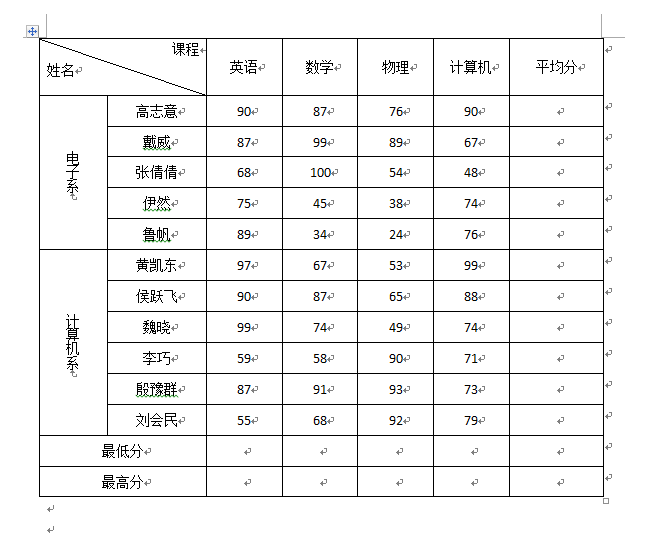 课程
姓名 英语 数学 物理 计算机 平均分
电子系
高志意 90 87 76 90
戴威 87 99 89 67
张倩倩 68 100 54 48
伊然 75 45 38 74
鲁帆 89 34 24 76
计算机系
黄凯东 97 67 53 99
侯跃飞 90 87 65 88
魏晓 99 74 49 74
李巧 59 58 90 71
殷豫群 87 91 93 73
刘会民 55 68 92 79
最低分
最高分